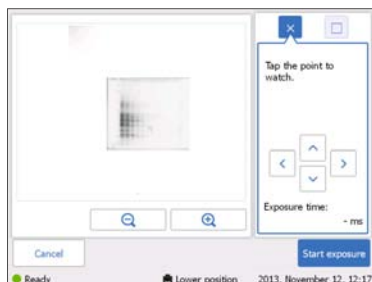 Tap the point to
watch.
Exposure time:
- ms
Cancel
Start exposure
Ready
Lower position
2013. November 12. 12:17